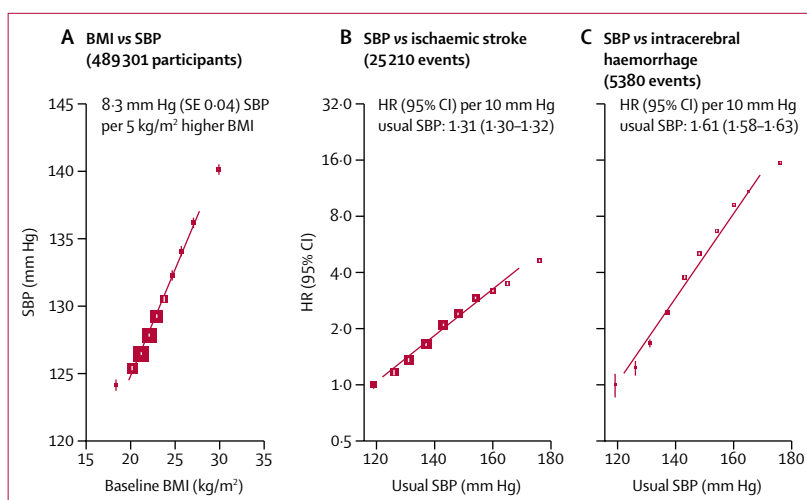 A BMI vs SBP
(489 301 participants)
8·3 mm Hg (SE 0·04) SBP
per 5 kg/m² higher BMI
145
140
135
130
125
120
SBP (mm Hg)
15
20
25
30
35
Baseline BMI (kg/m²)
B SBP vs ischaemic stroke
(25 210 events)
HR (95% CI) per 10 mm Hg
usual SBP: 1·31 (1·30–1·32)
32·0
16·0
8·0
4·0
2·0
1·0
0·5
HR (95% CI)
120
140
160
180
Usual SBP (mm Hg)
C SBP vs intracerebral
haemorrhage
(5380 events)
HR (95% CI) per 10 mm Hg
usual SBP: 1·61 (1·58–1·63)
120
140
160
180
Usual SBP (mm Hg)